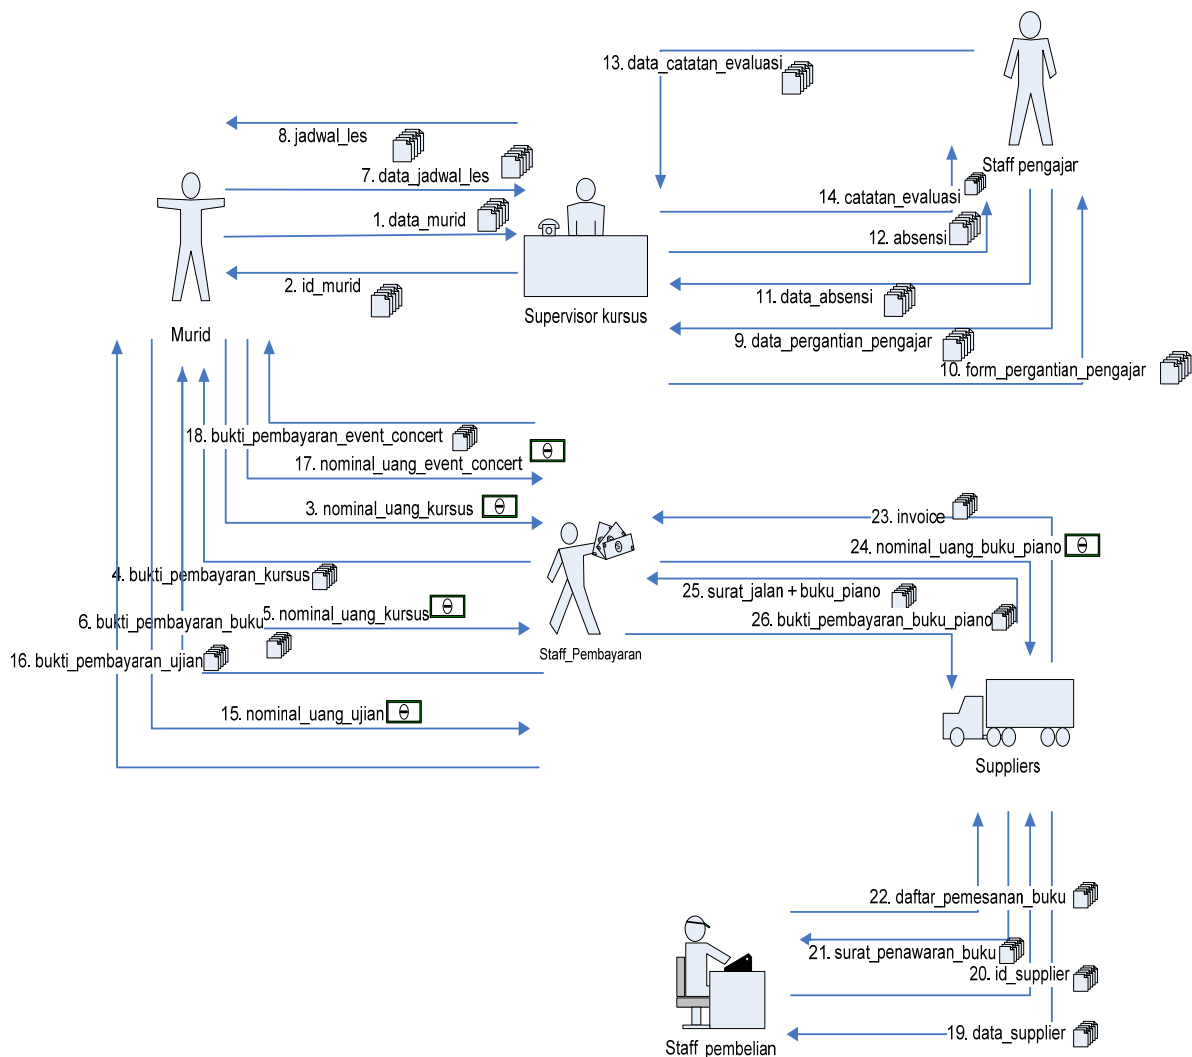 13. data_catatan_evaluasi
8. jadwal_les
Staff pengajar
7. data_jadwal_les
14. catatan_evaluasi
1. data_murid
12. absensi
2. id_murid
11. data_absensi
Supervisor kursus
Murid
9. data_pergantian_pengajar
10. form_pergantian_pengajar
18. bukti_pembayaran_event_concert
17. nominal_uang_event_concert
3. nominal_uang_kursus
23. invoice
24. nominal_uang_buku_piano
4. bukti_pembayaran_kursus
25. surat_jalan + buku_piano
5. nominal_uang_kursus
6. bukti_pembayaran_buku
26. bukti_pembayaran_buku_piano
Staff_Pembayaran
16. bukti_pembayaran_ujian
15. nominal_uang_ujian
Suppliers
22. daftar_pemesanan_buku
21. surat_penawaran_buku
20. id_supplier
19. data_supplier
Staff pembelian